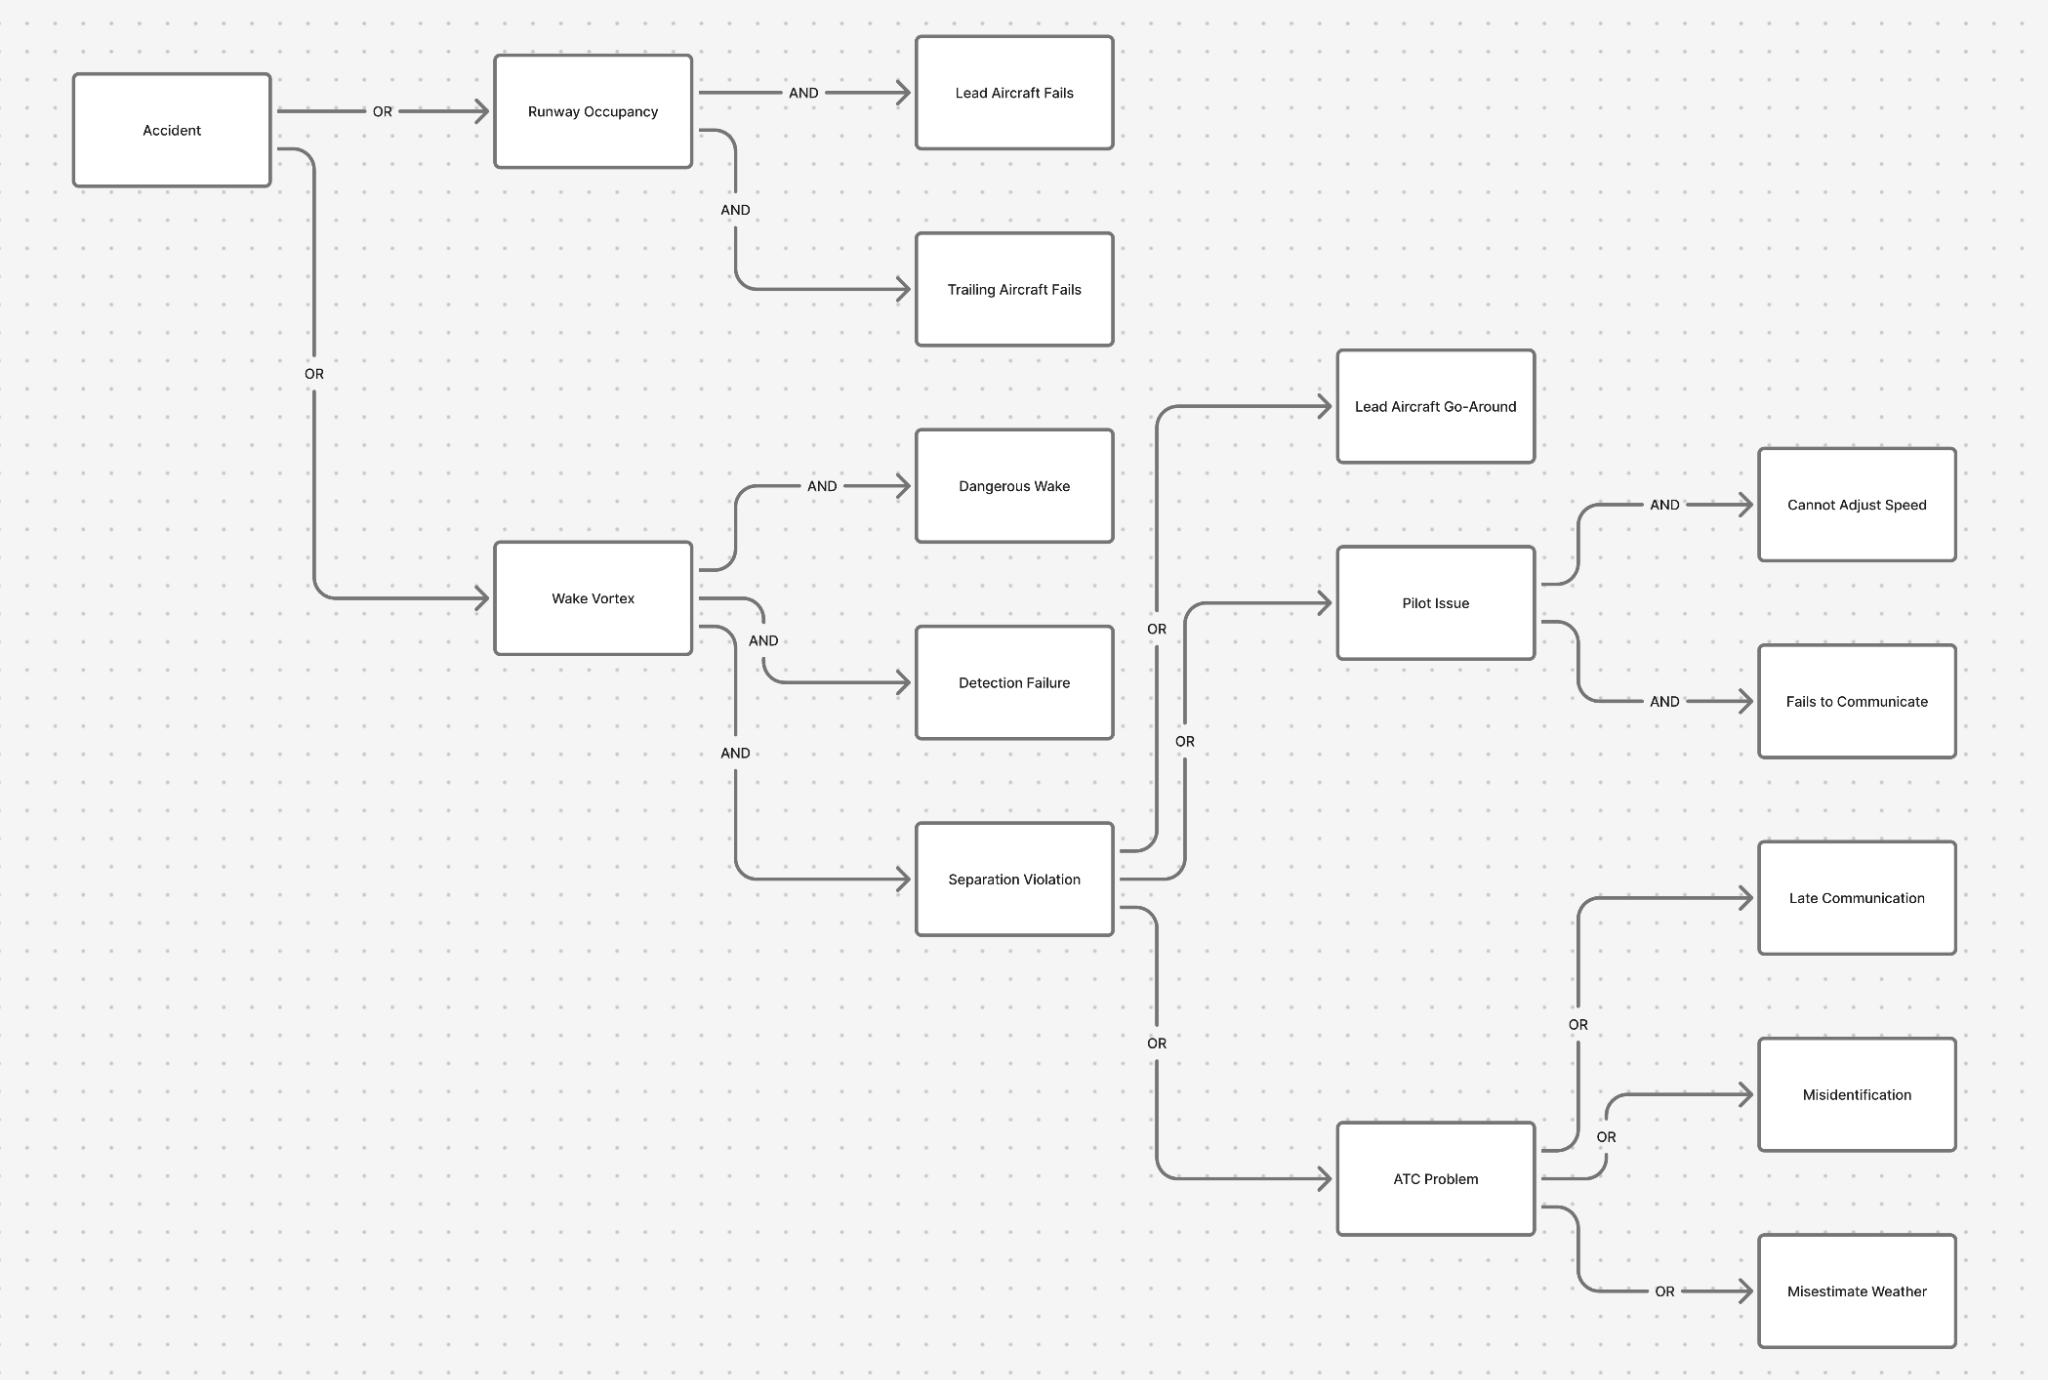 Accident
OR
Runway Occupancy
AND
Lead Aircraft Fails
AND
Trailing Aircraft Fails
OR
Wake Vortex
AND
Dangerous Wake
AND
Detection Failure
AND
Separation Violation
OR
Lead Aircraft Go-Around
OR
Pilot Issue
AND
Cannot Adjust Speed
AND
Fails to Communicate
OR
ATC Problem
OR
Late Communication
OR
Misidentification
OR
Misestimate Weather